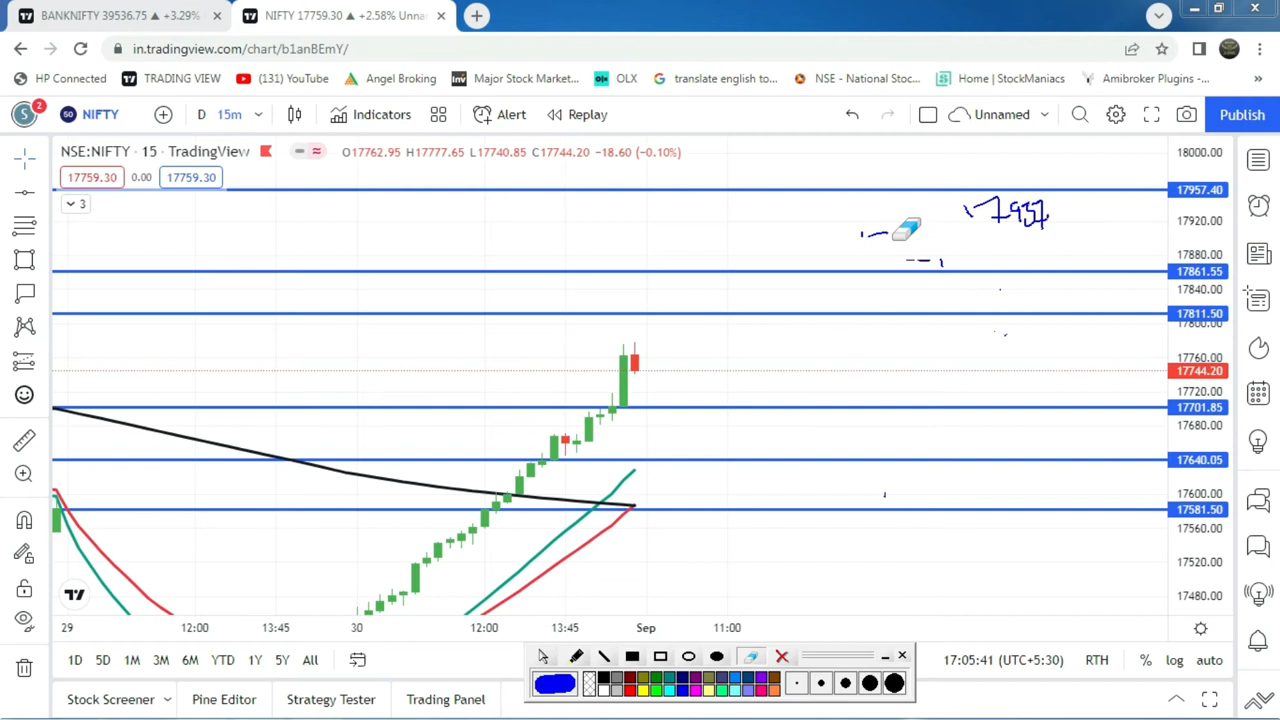 BANKNIFTY 39536.75 ▲ +3.29%
NIFTY 17759.30 ▲ +2.58% Unna
in.tradingview.com/chart/b1anBEmY/
HP Connected TRADING VIEW (131) YouTube Angel Broking Major Stock Market... OLX translate english to... NSE - National Stoc... Home | StockManiacs Amibroker Plugins -... »
S 2 50 NIFTY D 15m Indicators Alert Replay Unnamed Publish
NSE:NIFTY · 15 · TradingView O17762.95 H17777.65 L17740.85 C17744.20 −18.60 (−0.10%)
17759.30 0.00 17759.30
3
18000.00
17957.40
17937
17920.00
17880.00
17861.55
17840.00
17811.50
17800.00
17760.00
17744.20
17720.00
17701.85
17680.00
17640.05
17600.00
17581.50
17560.00
17520.00
17480.00
29 12:00 13:45 30 12:00 13:45 Sep 11:00
1D 5D 1M 3M 6M YTD 1Y 5Y All 17:05:41 (UTC+5:30) RTH % log auto
Stock Screener Pine Editor Strategy Tester Trading Panel